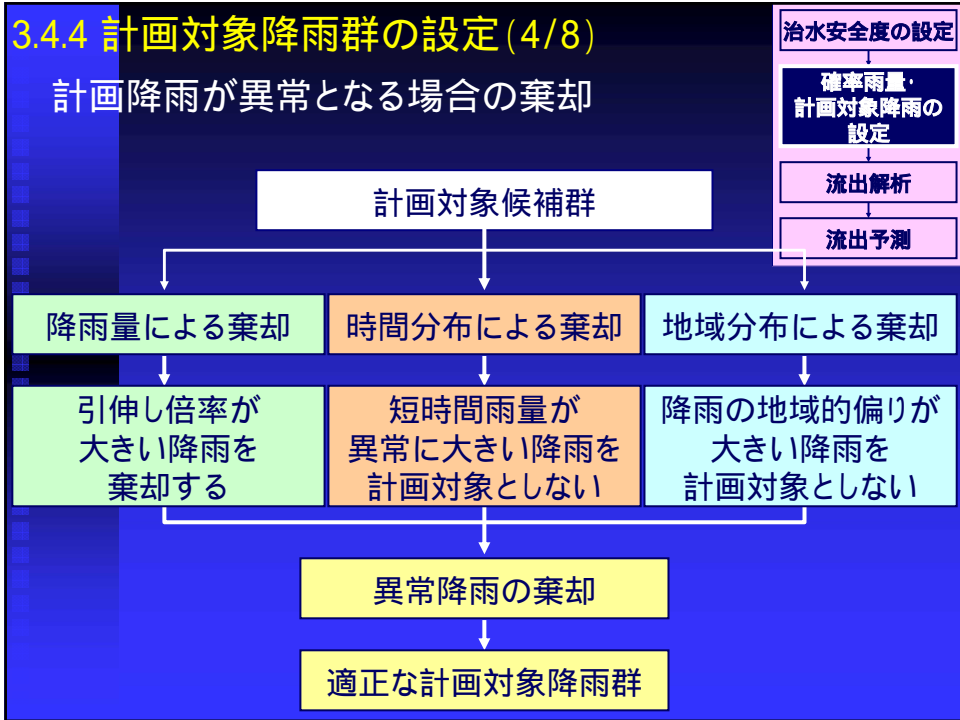 3.4.4 計画対象降雨群の設定(4/8)
計画降雨が異常となる場合の棄却
治水安全度の設定
確率雨量・
計画対象降雨の
設定
流出解析
流出予測
計画対象候補群
降雨量による棄却
時間分布による棄却
地域分布による棄却
引伸し倍率が
大きい降雨を
棄却する
短時間雨量が
異常に大きい降雨を
計画対象としない
降雨の地域的偏りが
大きい降雨を
計画対象としない
異常降雨の棄却
適正な計画対象降雨群